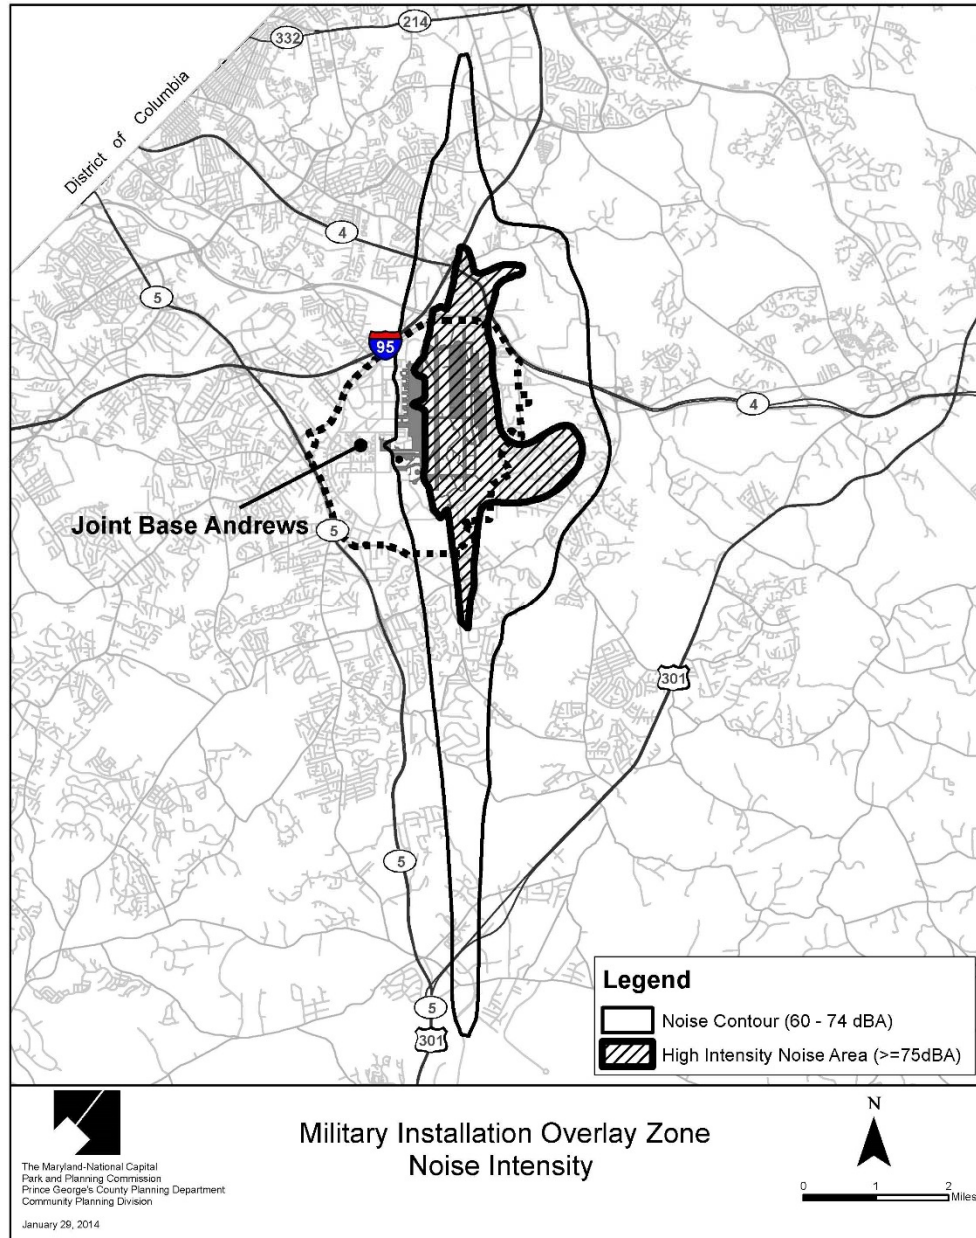 214
332
District of Columbia
4
5
95
4
Joint Base Andrews
5
301
5
Legend
Noise Contour (60 - 74 dBA)
High Intensity Noise Area (>=75dBA)
5
301
Military Installation Overlay Zone
Noise Intensity
N
0 1 2
Miles
The Maryland-National Capital
Park and Planning Commission
Prince George's County Planning Department
Community Planning Division
January 29, 2014